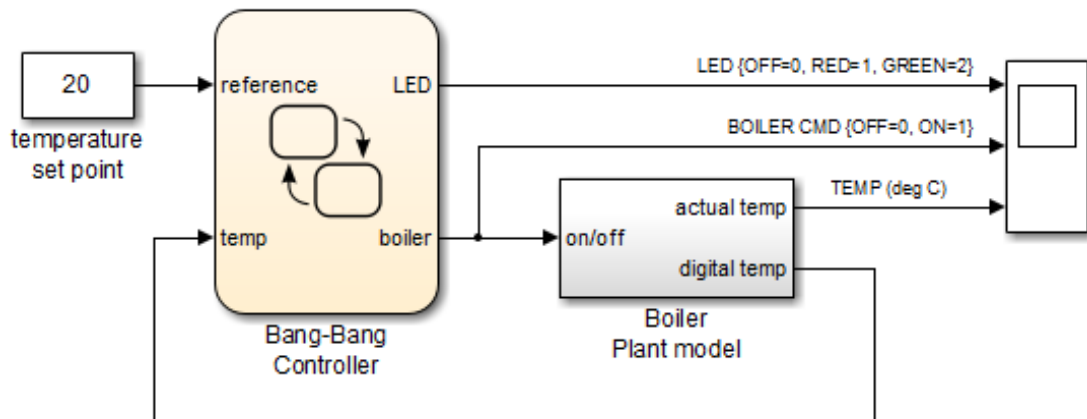 20
temperature
set point
reference
LED
temp
boiler
Bang-Bang
Controller
LED {OFF=0, RED=1, GREEN=2}
BOILER CMD {OFF=0, ON=1}
TEMP (deg C)
on/off
actual temp
digital temp
Boiler
Plant model